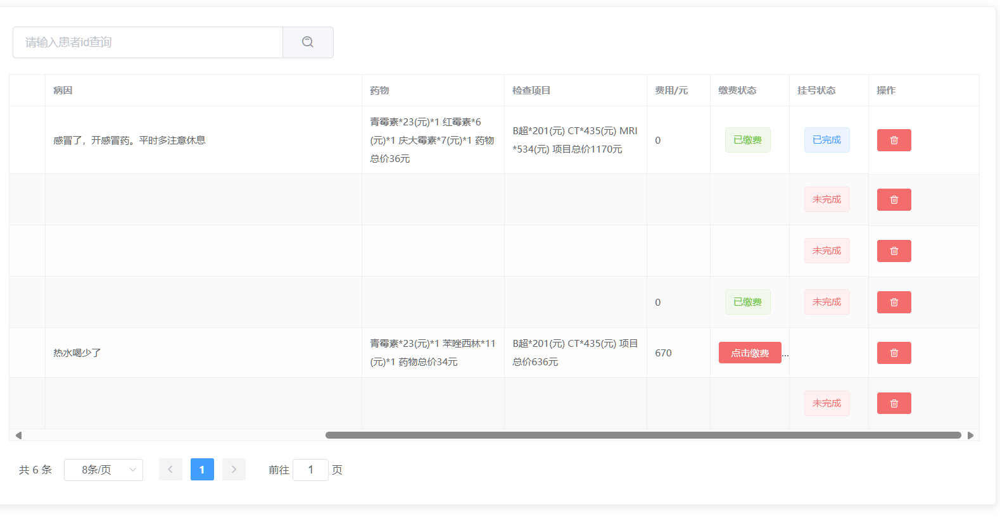 请输入患者id查询
病因 药物 检查项目 费用/元 缴费状态 挂号状态 操作
青霉素*23(元)*1 红霉素*6
(元)*1 庆大霉素*7(元)*1 药物
总价36元
B超*201(元) CT*435(元) MRI
*534(元) 项目总价1170元
感冒了，开感冒药。平时多注意休息
0
已缴费
已完成
未完成
未完成
0
已缴费
未完成
热水喝少了
青霉素*23(元)*1 苯唑西林*11
(元)*1 药物总价34元
B超*201(元) CT*435(元) 项目
总价636元
670
点击缴费...
未完成
共 6 条 8条/页 1 前往 1 页